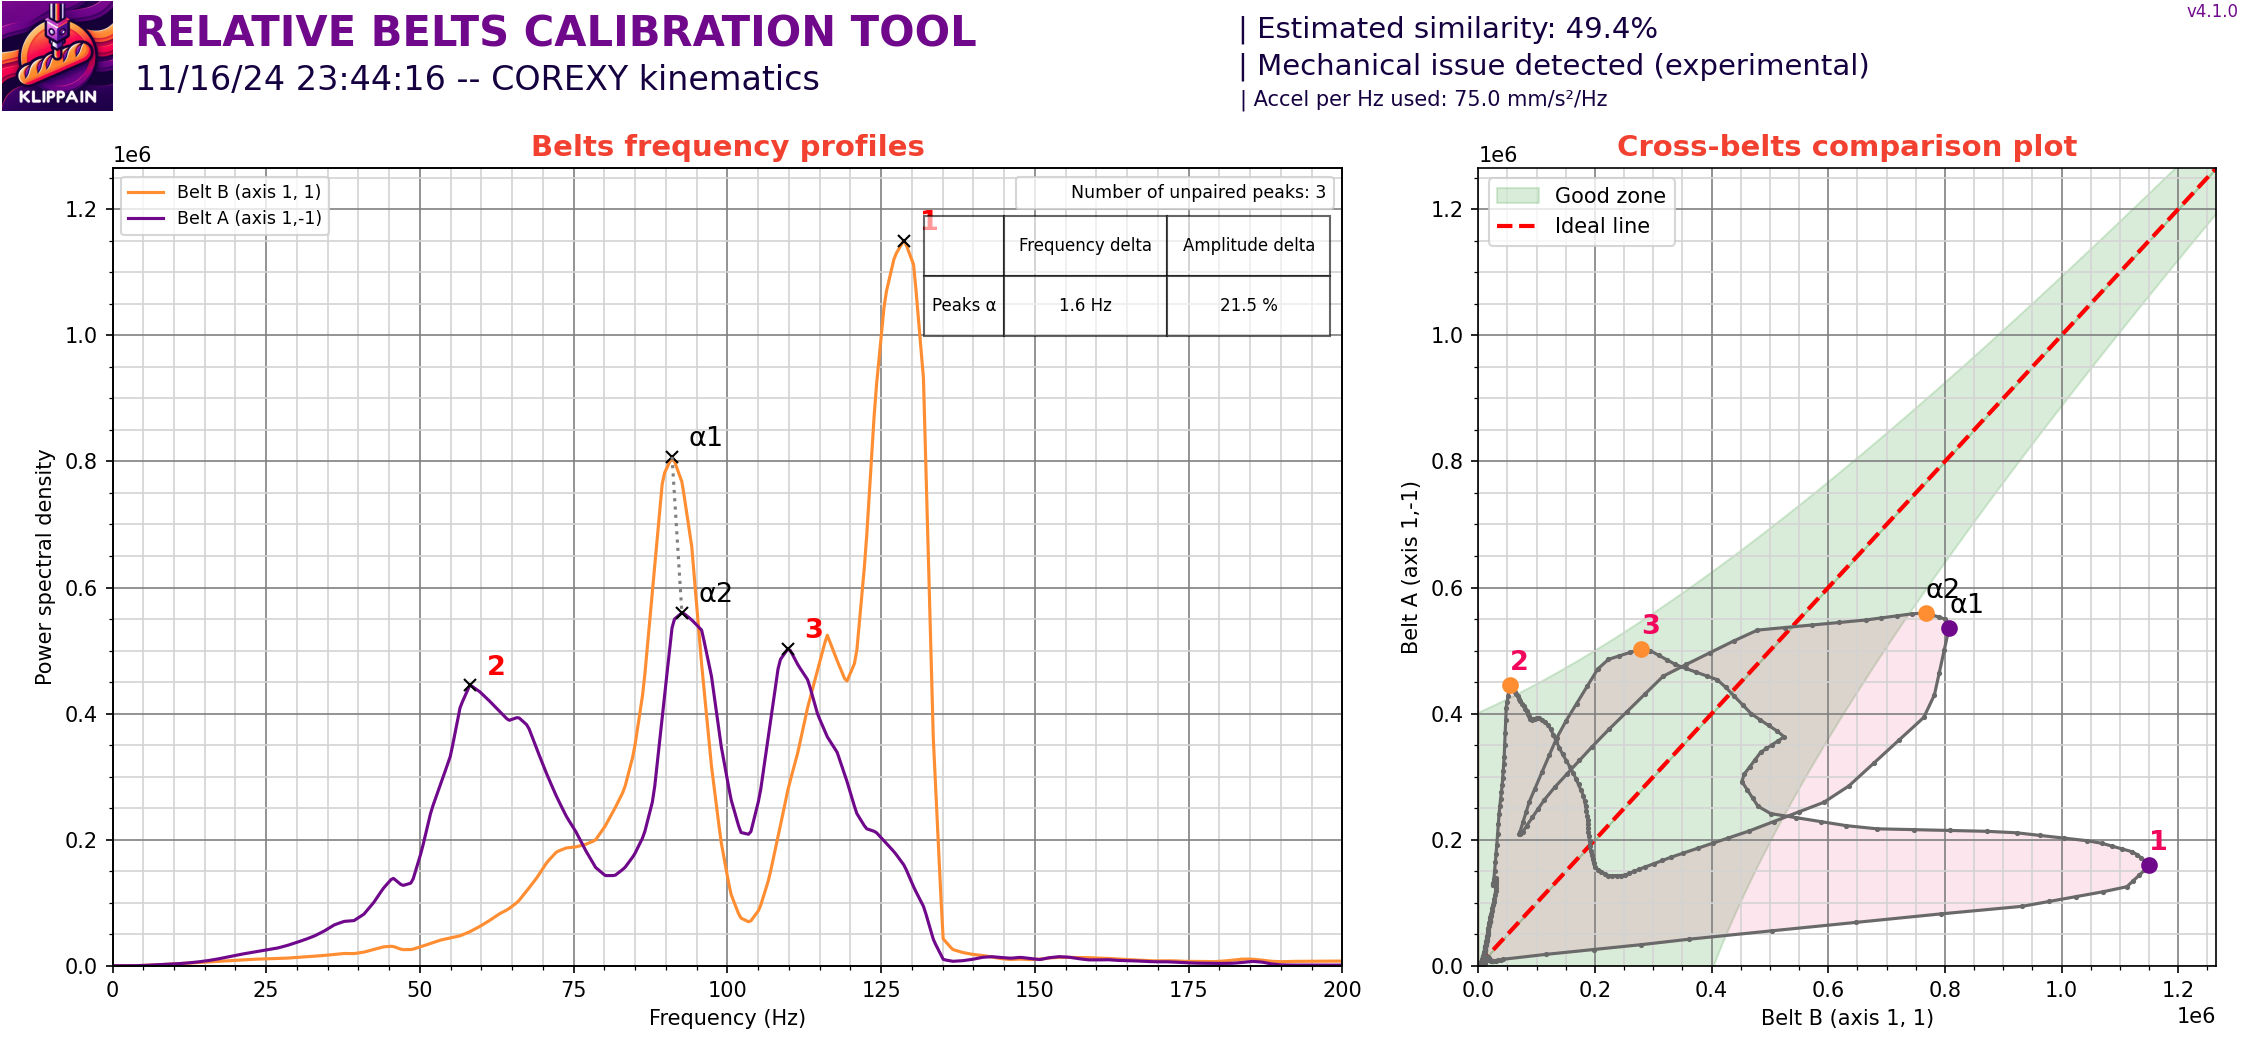 KLIPPAIN
RELATIVE BELTS CALIBRATION TOOL
11/16/24 23:44:16 -- COREXY kinematics
| Estimated similarity: 49.4%
| Mechanical issue detected (experimental)
| Accel per Hz used: 75.0 mm/s²/Hz
v4.1.0
Belts frequency profiles
1e6
Belt B (axis 1, 1)
Belt A (axis 1,-1)
Number of unpaired peaks: 3
Frequency delta Amplitude delta
Peaks α 1.6 Hz 21.5 %
1
α1
α2
3
2
Power spectral density
1.2
1.0
0.8
0.6
0.4
0.2
0.0
0 25 50 75 100 125 150 175 200
Frequency (Hz)
Cross-belts comparison plot
1e6
Good zone
Ideal line
α2
α1
3
2
1
Belt A (axis 1,-1)
1.2
1.0
0.8
0.6
0.4
0.2
0.0
0.0 0.2 0.4 0.6 0.8 1.0 1.2
Belt B (axis 1, 1)
1e6